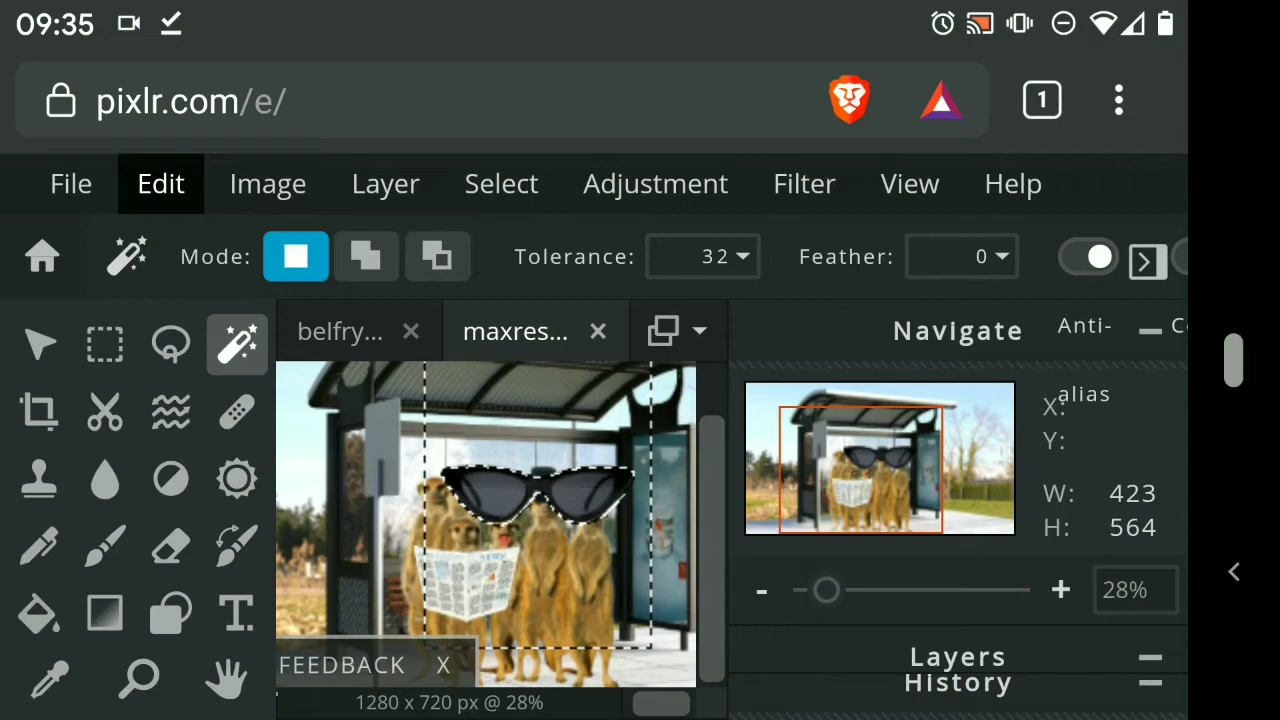 09:35
pixlr.com/e/
1
File Edit Image Layer Select Adjustment Filter View Help
Mode: Tolerance: 32 Feather: 0
belfry... maxres...
Navigate
Anti-
alias
X:
Y:
W: 423
H: 564
- + 28%
NEWS
FEEDBACK X
Layers
History
1280 x 720 px @ 28%